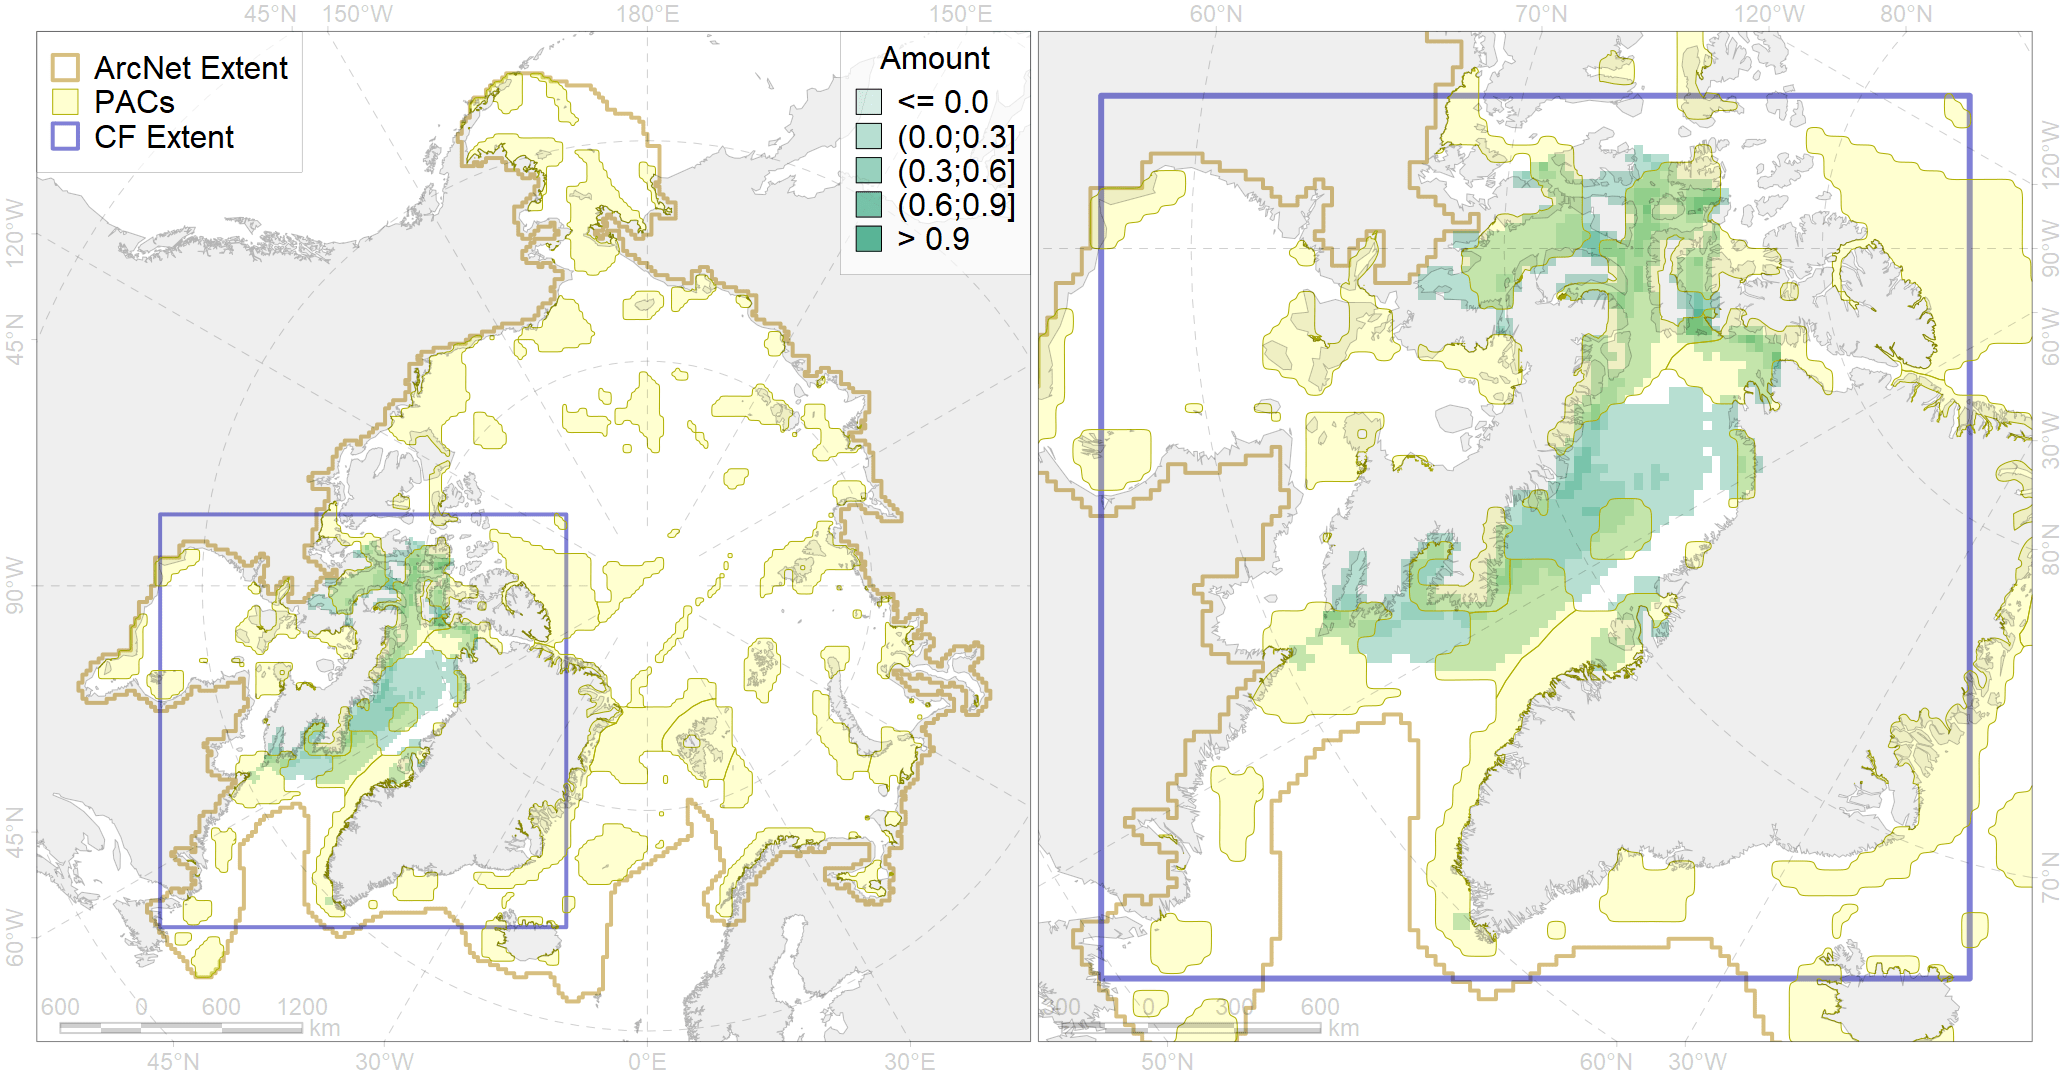 45°N 150°W 180°E 150°E 60°N 70°N 120°W 80°N
ArcNet Extent
PACs
CF Extent
Amount
<= 0.0
(0.0;0.3]
(0.3;0.6]
(0.6;0.9]
> 0.9
120°W
45°N
90°W
45°N
60°W
120°W
90°W
60°W
30°W
80°N
70°N
600 0 600 1200
km
00 0 300 600
km
45°N 30°W 0°E 30°E 50°N 60°N 30°W